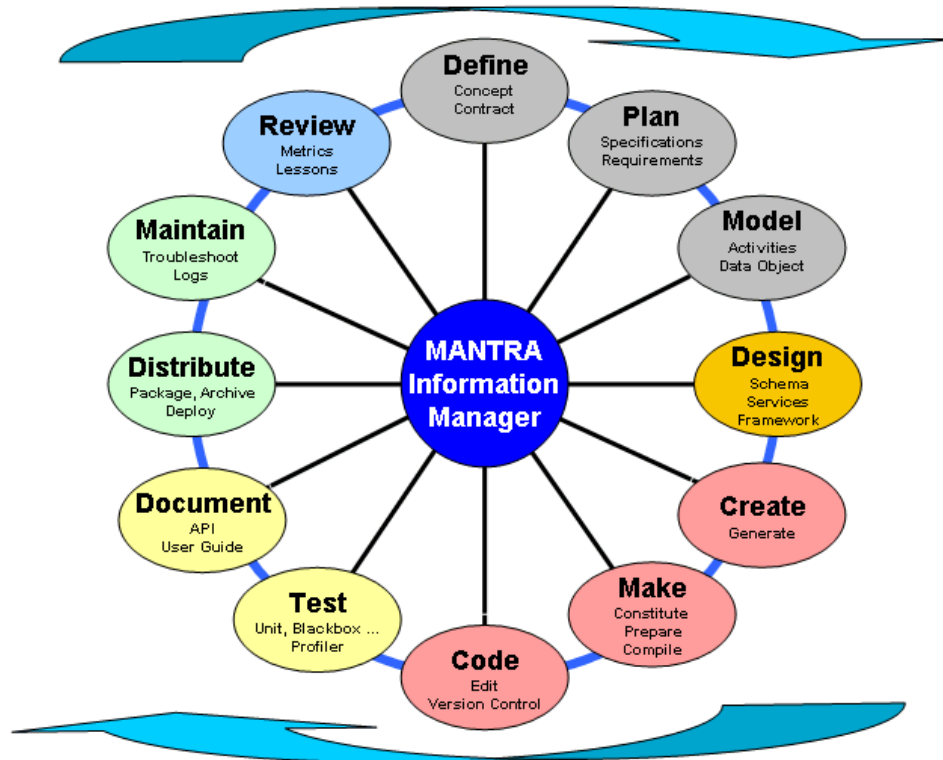 Define
Concept
Contract
Plan
Specifications
Requirements
Model
Activities
Data Object
Design
Schema
Services
Framework
Create
Generate
Make
Constitute
Prepare
Compile
Code
Edit
Version Control
Test
Unit, Blackbox ...
Profiler
Document
API
User Guide
Distribute
Package, Archive
Deploy
Maintain
Troubleshoot
Logs
Review
Metrics
Lessons
MANTRA
Information
Manager